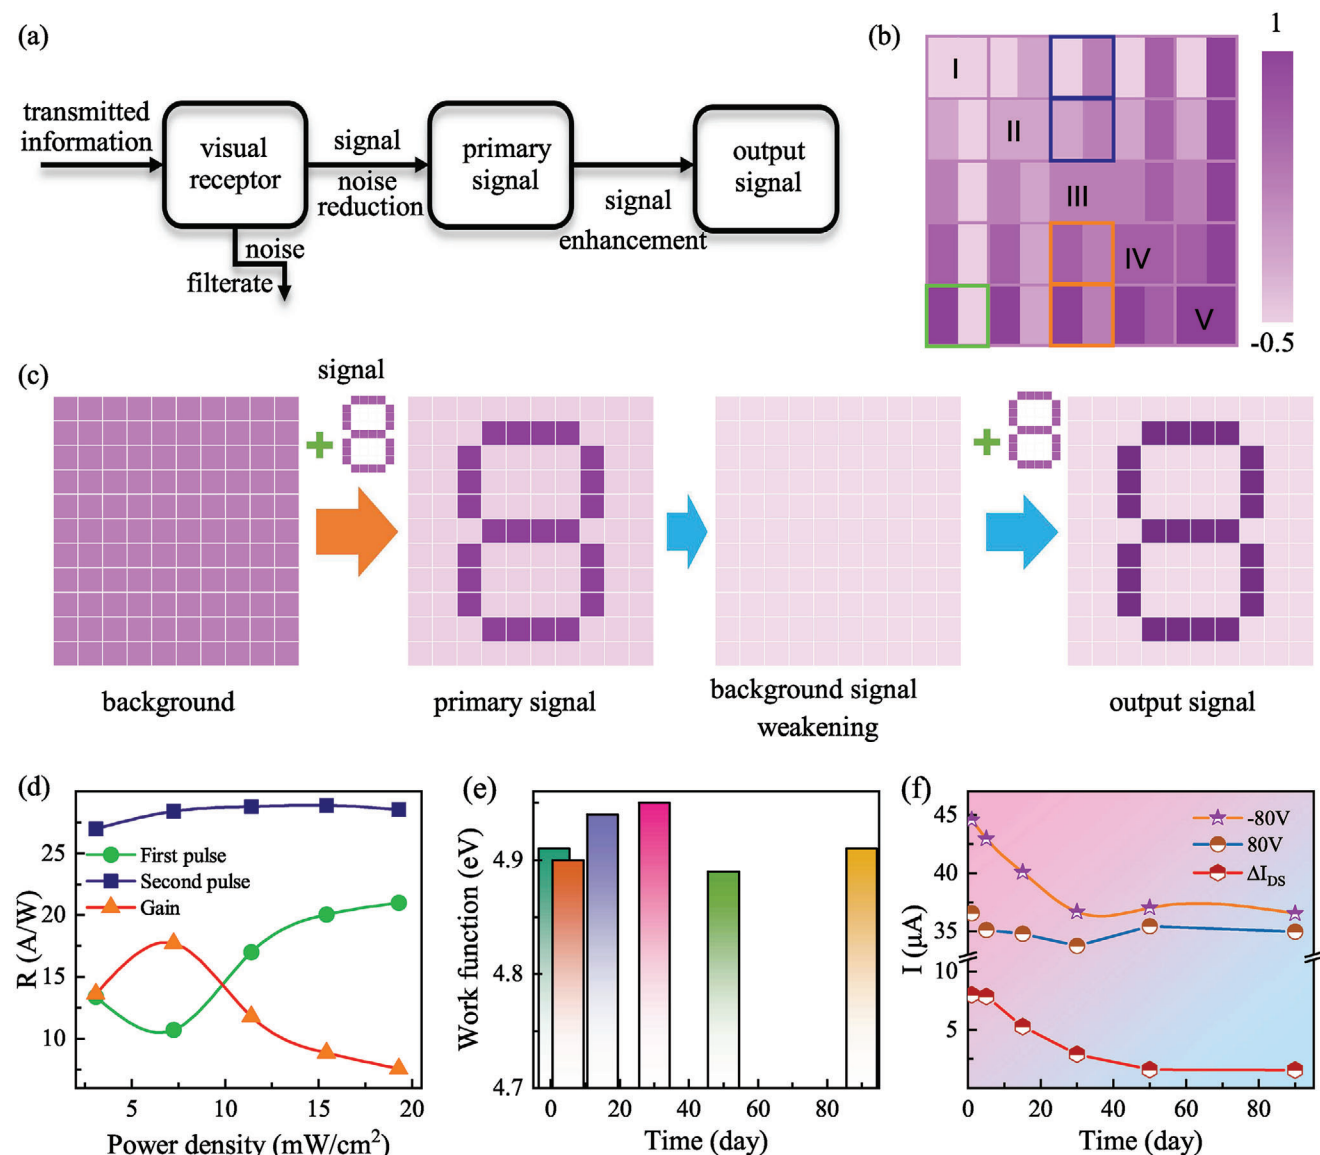 (a)
transmitted
information
visual
receptor
signal
noise
reduction
primary
signal
signal
enhancement
output
signal
noise
filterate
(b)
1
-0.5
I
II
III
IV
V
(c)
signal
+
+
background
primary signal
background signal
weakening
output signal
(d)
R (A/W)
25
20
15
10
First pulse
Second pulse
Gain
5 10 15 20
Power density (mW/cm²)
(e)
Work function (eV)
4.9
4.8
4.7
0 20 40 60 80
Time (day)
(f)
I (μA)
45
40
35
10
5
-80V
80V
ΔI_DS
0 20 40 60 80
Time (day)